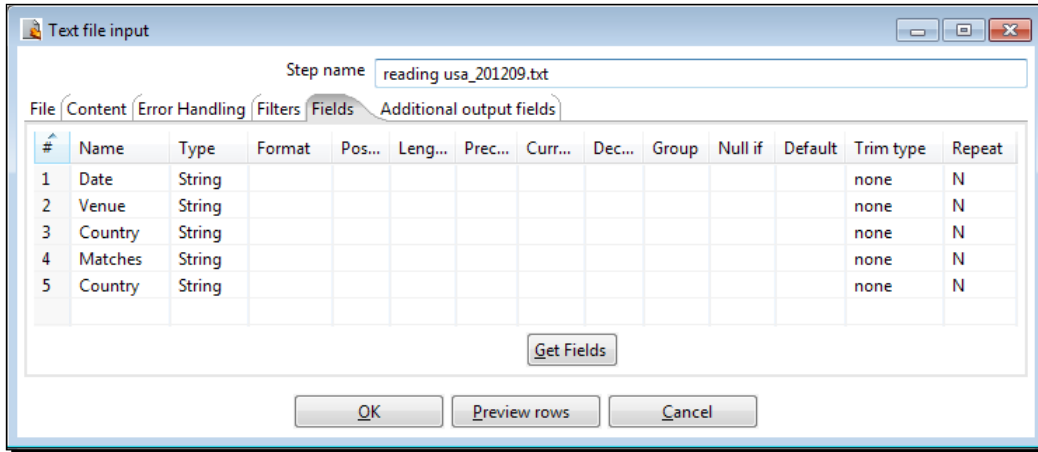 Text file input
Step name reading usa_201209.txt
File Content Error Handling Filters Fields Additional output fields
# Name Type Format Pos... Leng... Prec... Curr... Dec... Group Null if Default Trim type Repeat
1 Date String none N
2 Venue String none N
3 Country String none N
4 Matches String none N
5 Country String none N
Get Fields
OK Preview rows Cancel